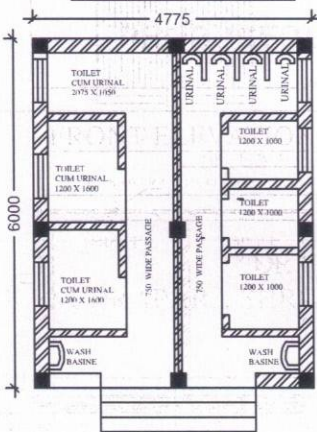 4775
6000
TOILET
CUM URINAL
2075 X 1050
URINAL
URINAL
URINAL
URINAL
TOILET
CUM URINAL
1200 X 1600
TOILET
1200 X 1000
TOILET
1200 X 1000
750 WIDE PASSAGE
750 WIDE PASSAGE
TOILET
CUM URINAL
1200 X 1600
TOILET
1200 X 1000
WASH
BASINE
WASH
BASINE